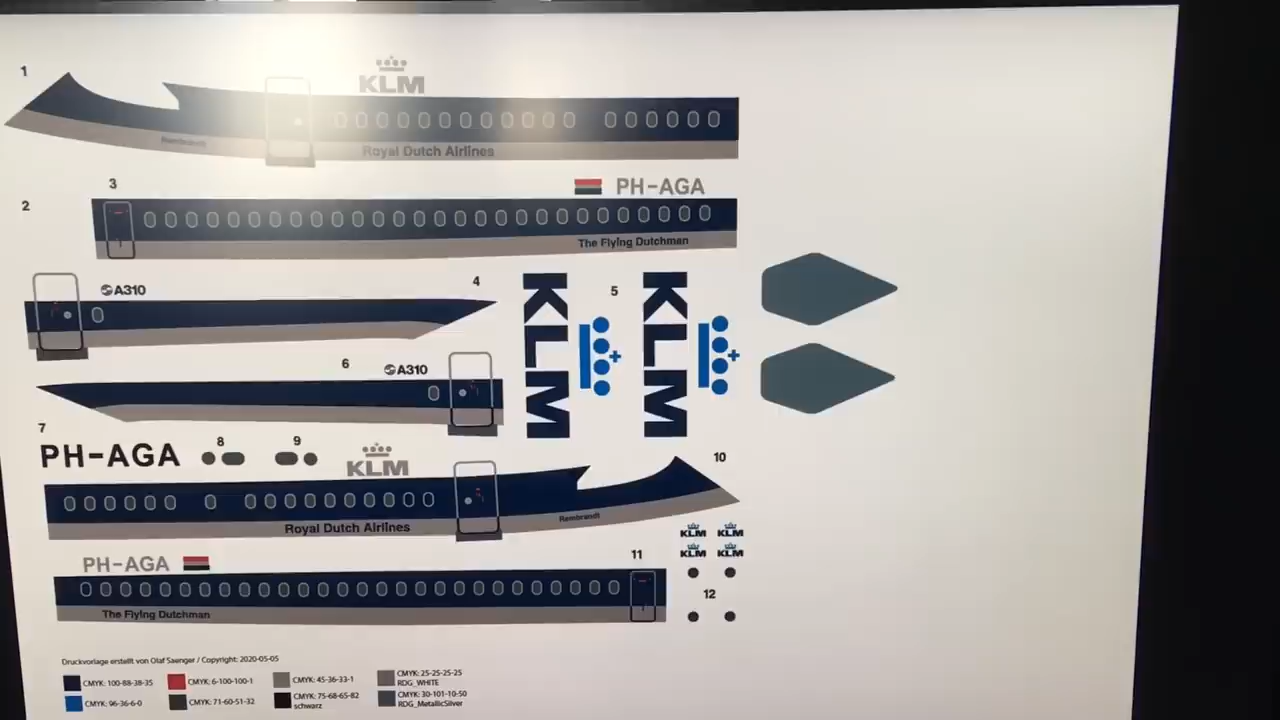 1
KLM
Rembrandt
Royal Dutch Airlines
3
PH-AGA
2
The Flying Dutchman
A310
4
5
KLM
KLM
6
A310
7
PH-AGA
8
9
KLM
10
Royal Dutch Airlines
Rembrandt
KLM KLM
KLM KLM
PH-AGA
11
The Flying Dutchman
12
Druckvorlage erstellt von Olaf Saenger / Copyright: 2020-05-05
CMYK: 100-88-38-35
CMYK: 6-100-100-1
CMYK: 45-36-33-1
CMYK: 25-25-25-25
RDG_WHITE
CMYK: 96-36-6-0
CMYK: 71-60-51-32
CMYK: 75-68-65-82
schwarz
CMYK: 30-101-10-50
RDG_MetallicSilver